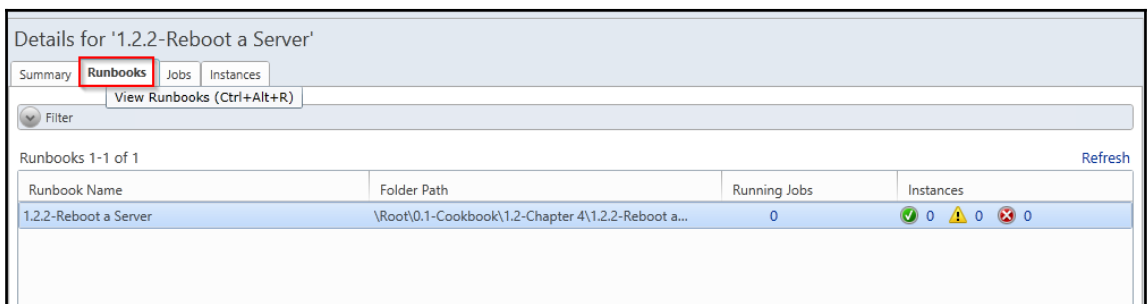 Details for '1.2.2-Reboot a Server'
Summary Runbooks Jobs Instances
View Runbooks (Ctrl+Alt+R)
Filter
Runbooks 1-1 of 1 Refresh
Runbook Name Folder Path Running Jobs Instances
1.2.2-Reboot a Server \Root\0.1-Cookbook\1.2-Chapter 4\1.2.2-Reboot a... 0 0 0 0